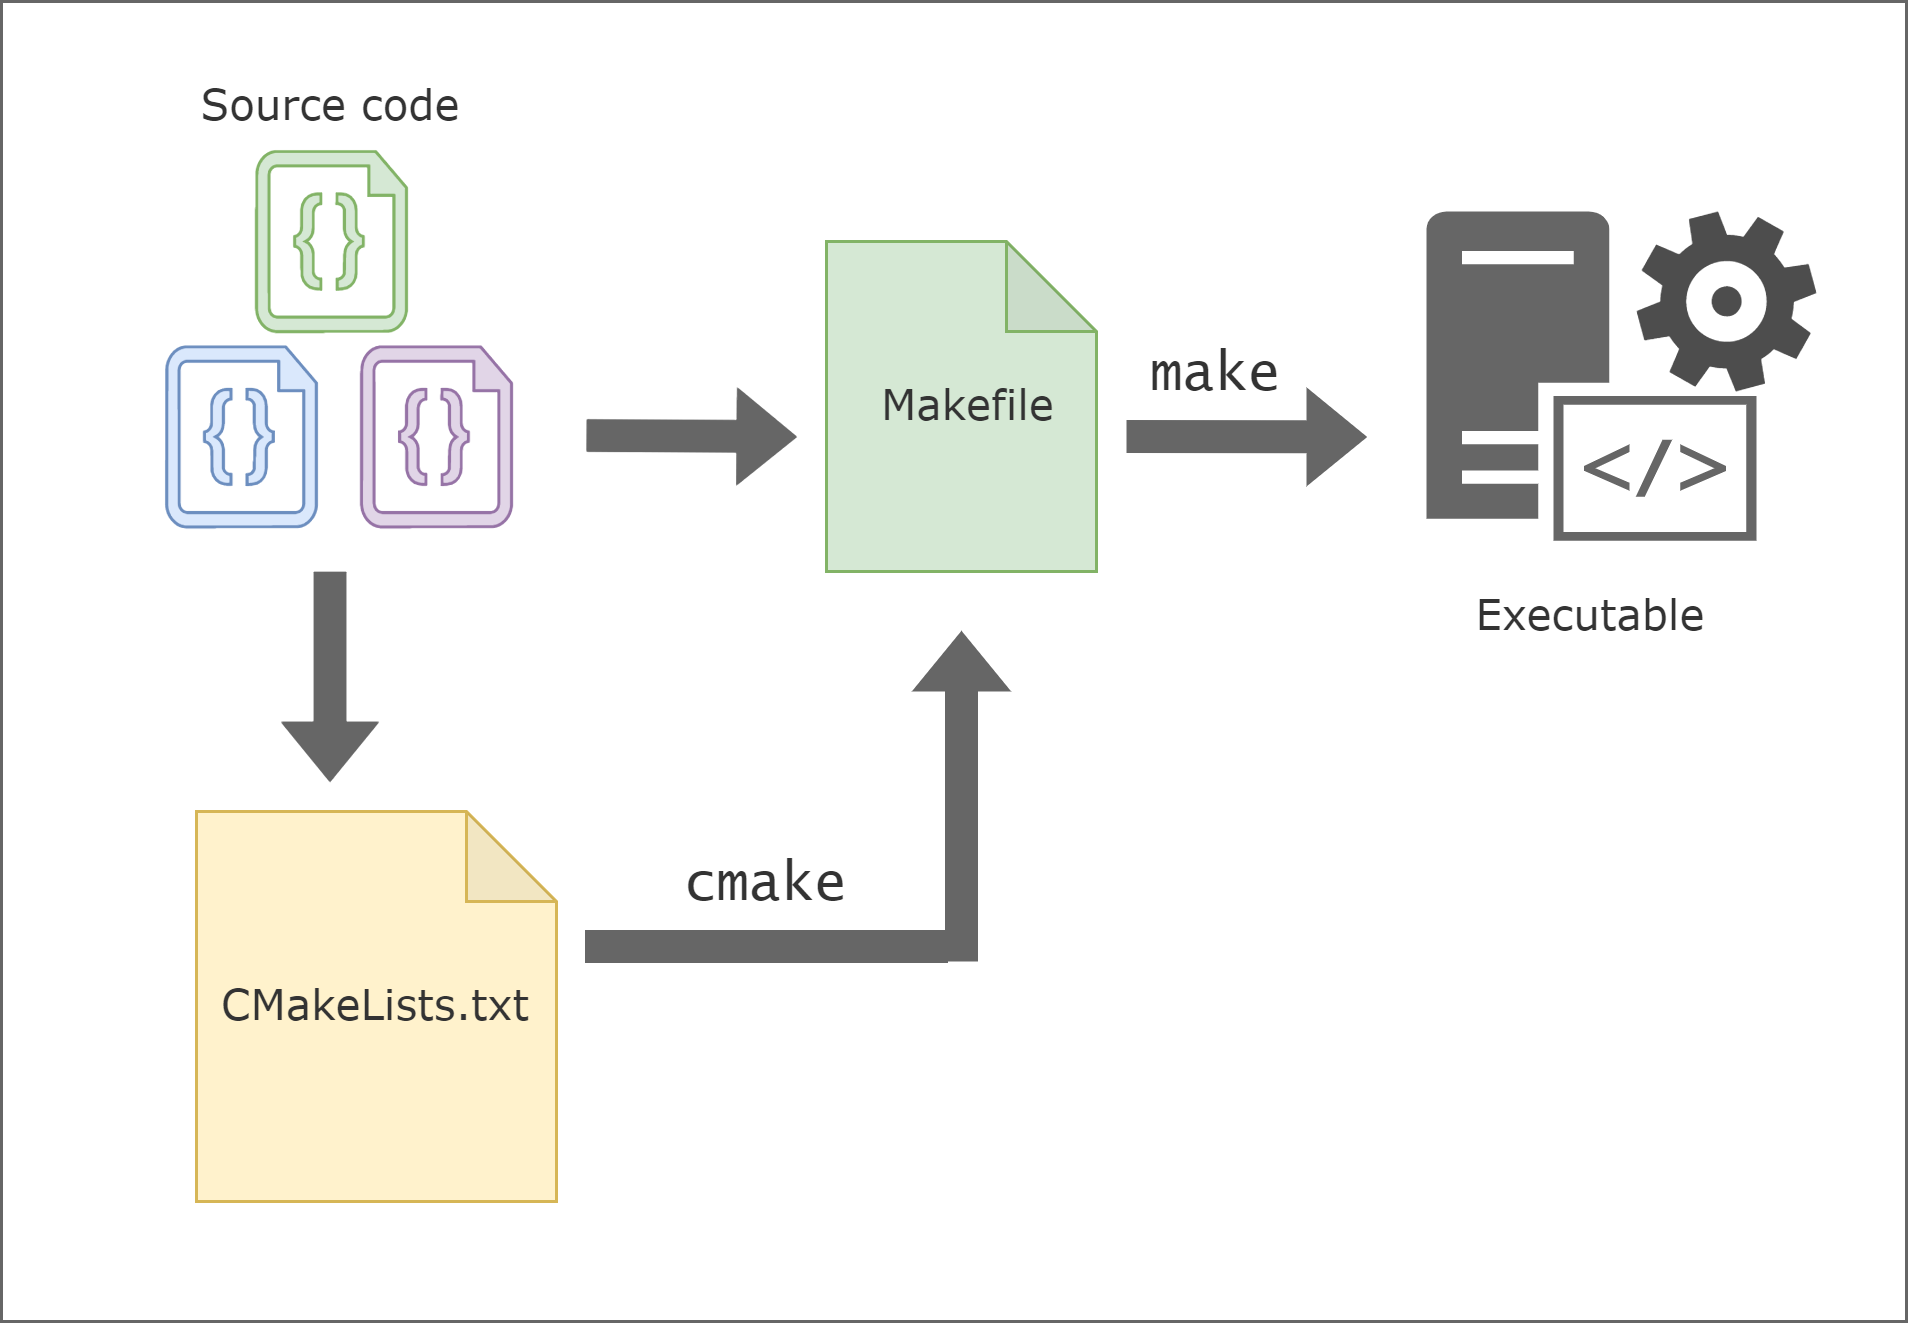 Source code
Makefile
make
</>
Executable
cmake
CMakeLists.txt